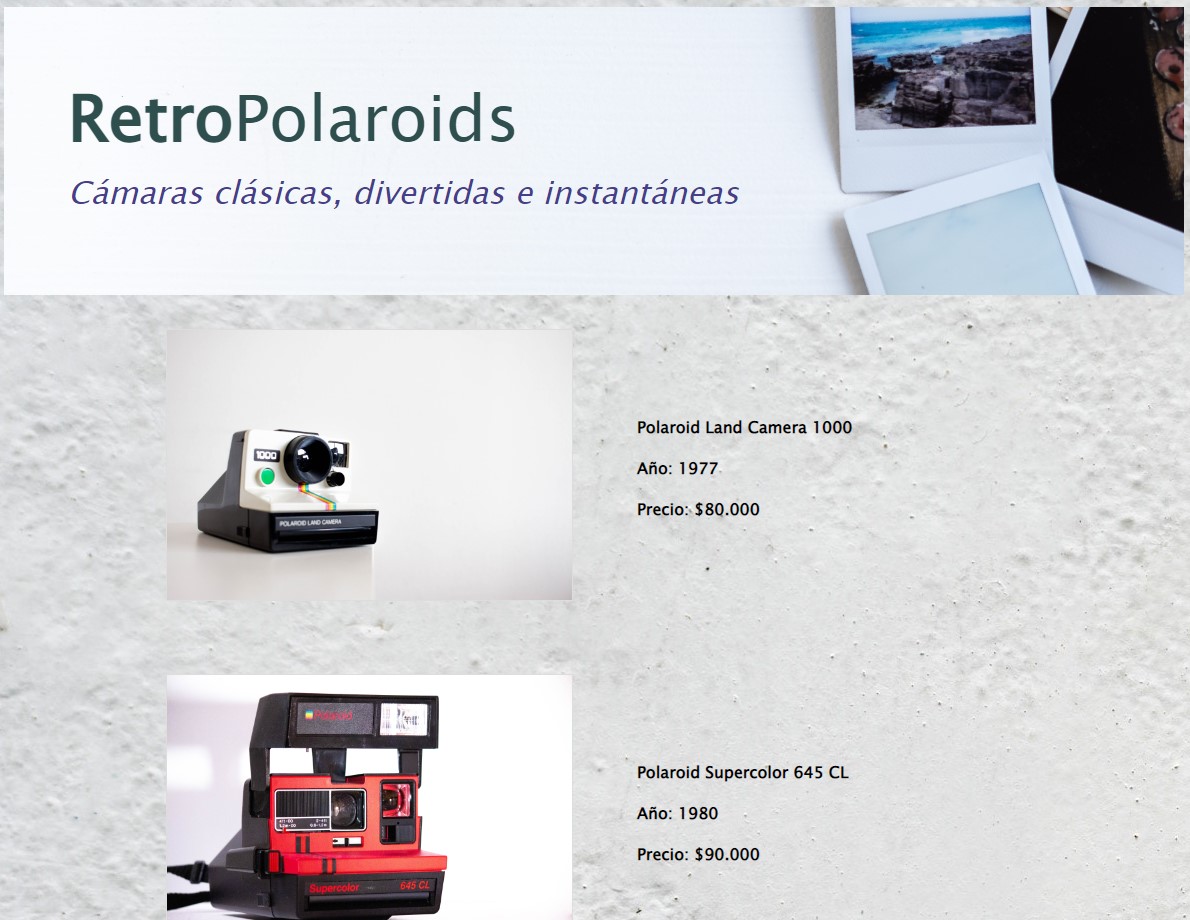 RetroPolaroids
Cámaras clásicas, divertidas e instantáneas
1000
POLAROID LAND CAMERA
Polaroid Land Camera 1000
Año: 1977
Precio: $80.000
Polaroid
Supercolor 645 CL
Polaroid Supercolor 645 CL
Año: 1980
Precio: $90.000